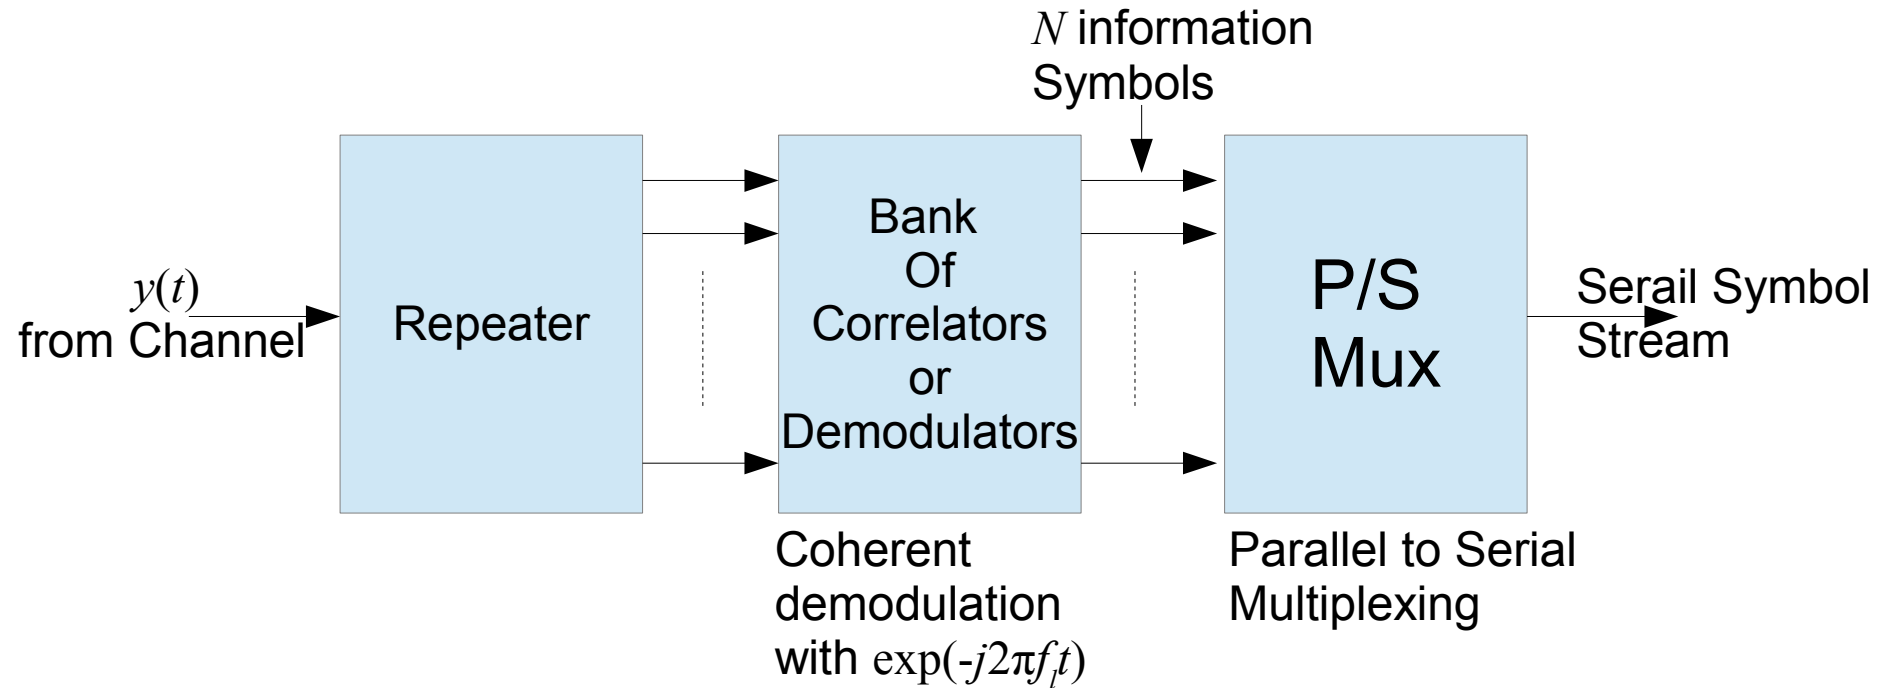 N information
Symbols
y(t)
from Channel
Repeater
Bank
Of
Correlators
or
Demodulators
P/S
Mux
Serail Symbol
Stream
Coherent
demodulation
with exp(-j2πfₗt)
Parallel to Serial
Multiplexing